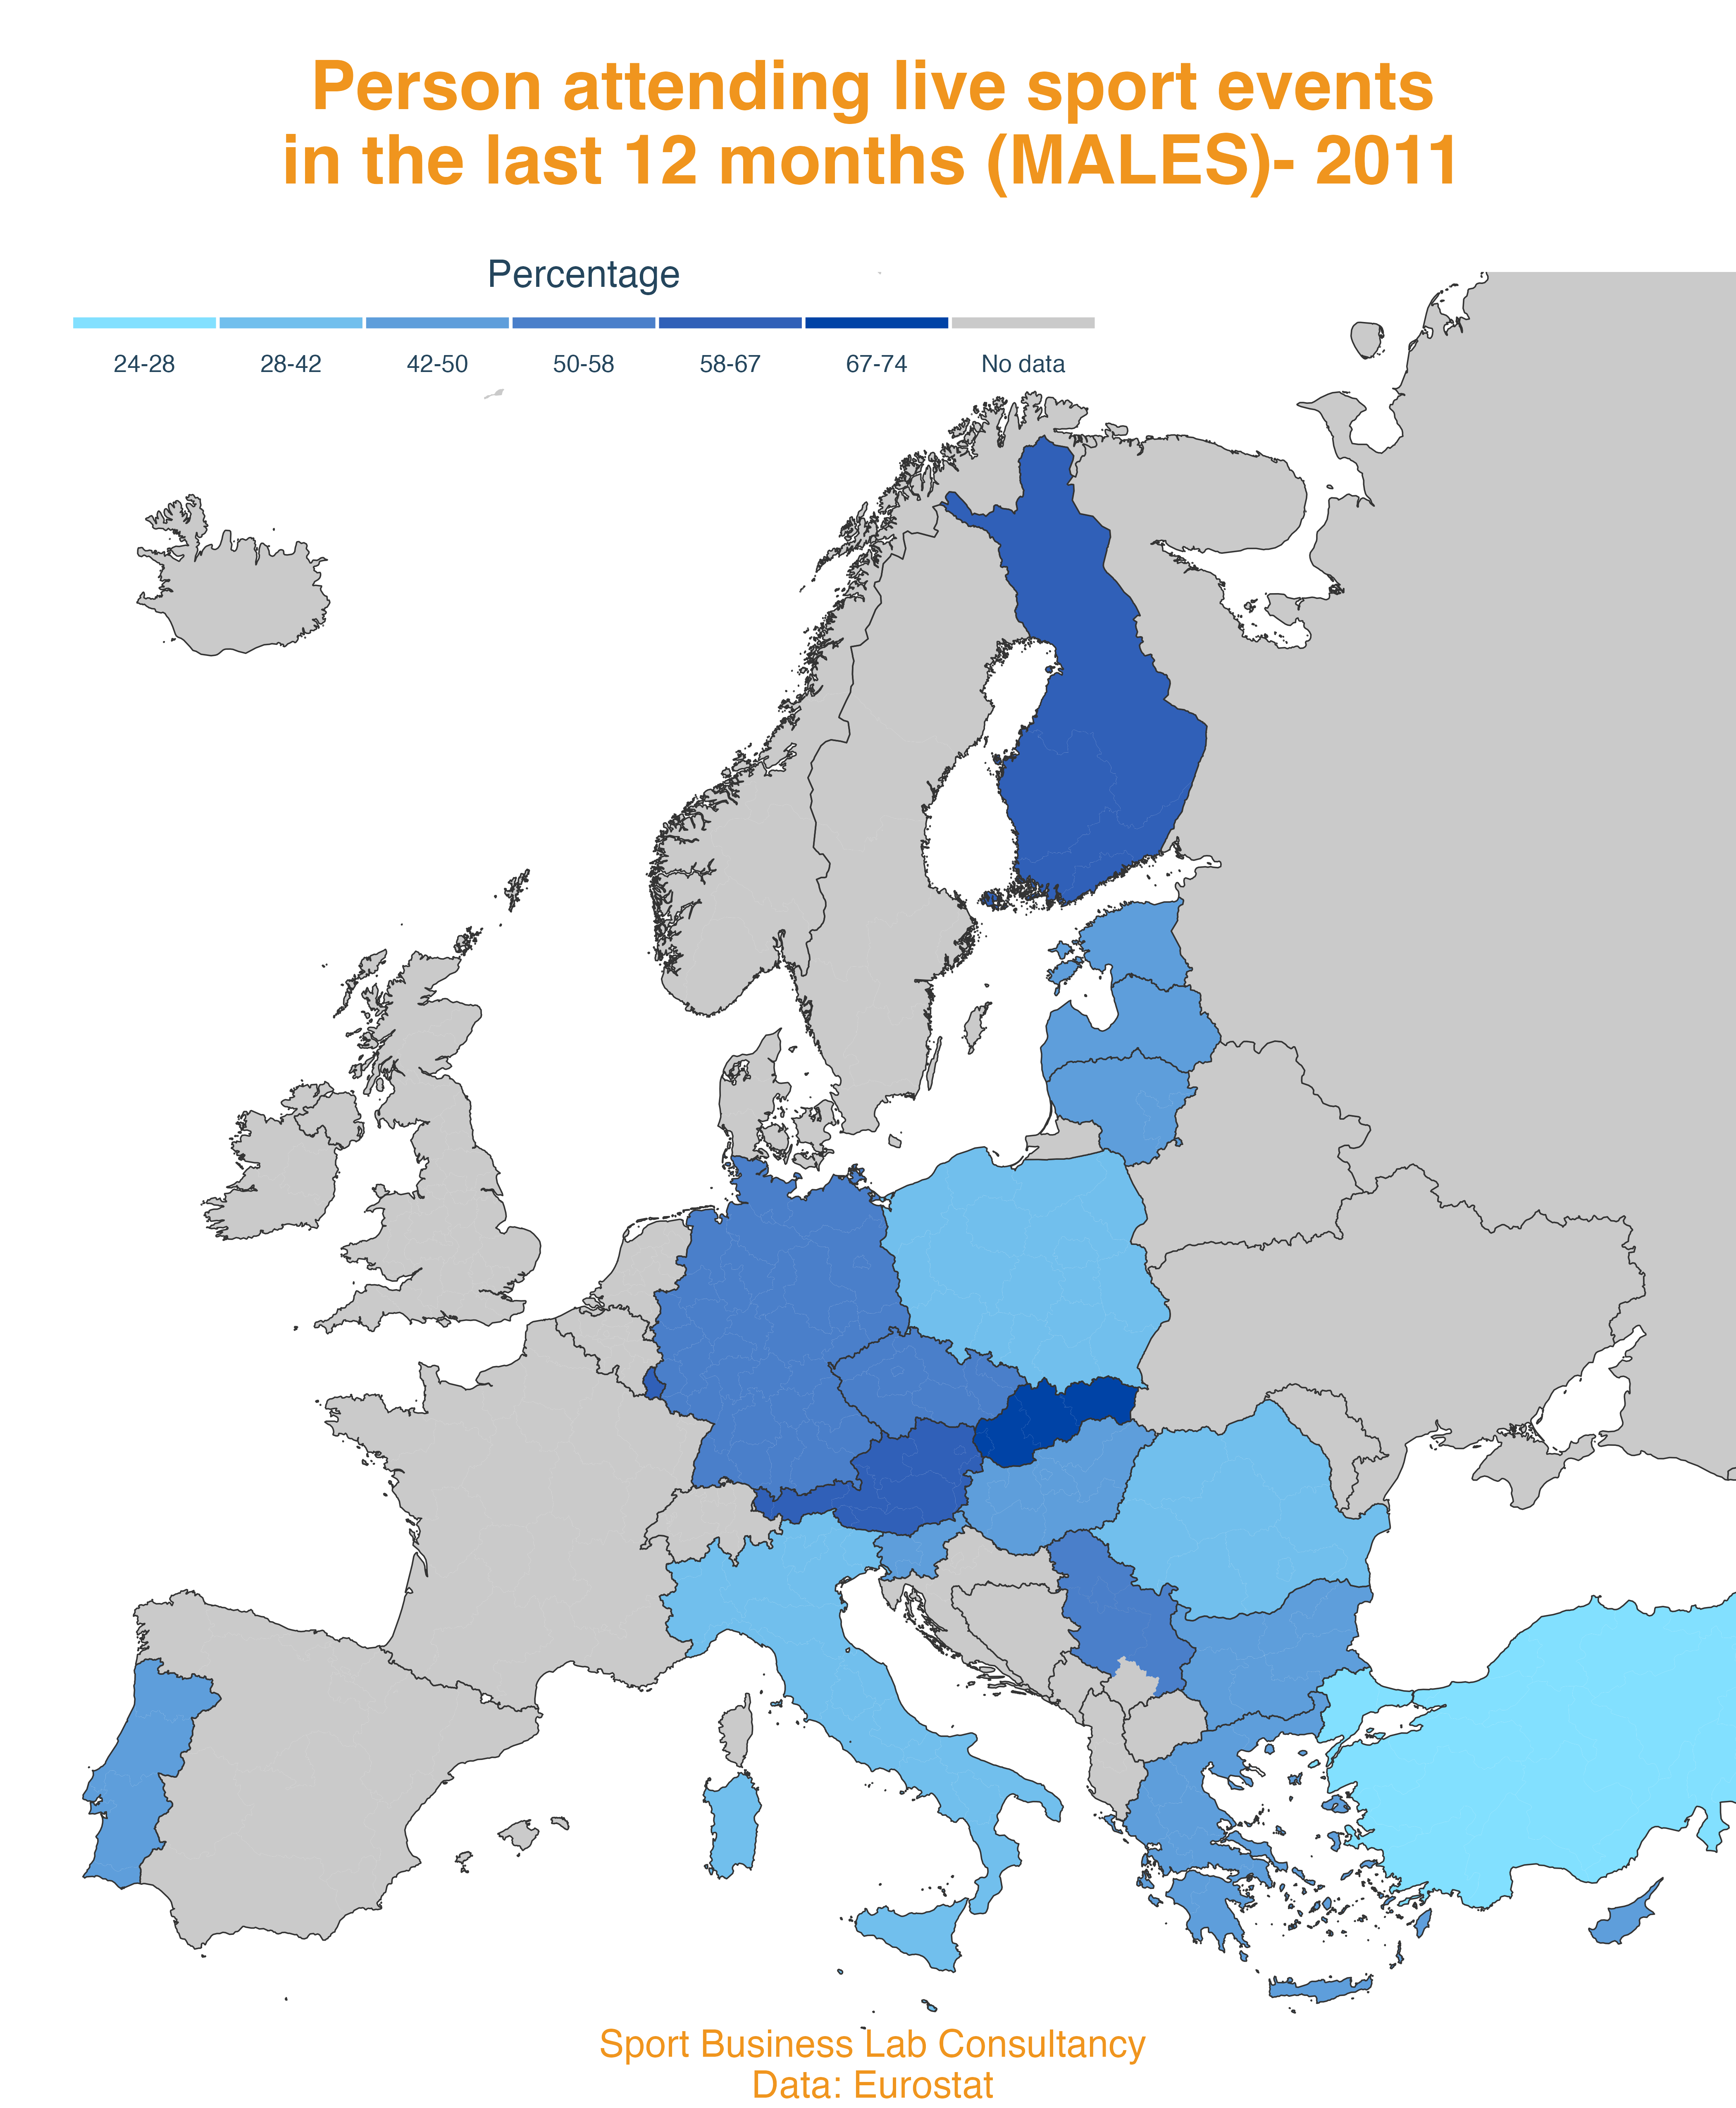 Person attending live sport events
in the last 12 months (MALES)- 2011
Percentage
24-28 28-42 42-50 50-58 58-67 67-74 No data
Sport Business Lab Consultancy
Data: Eurostat